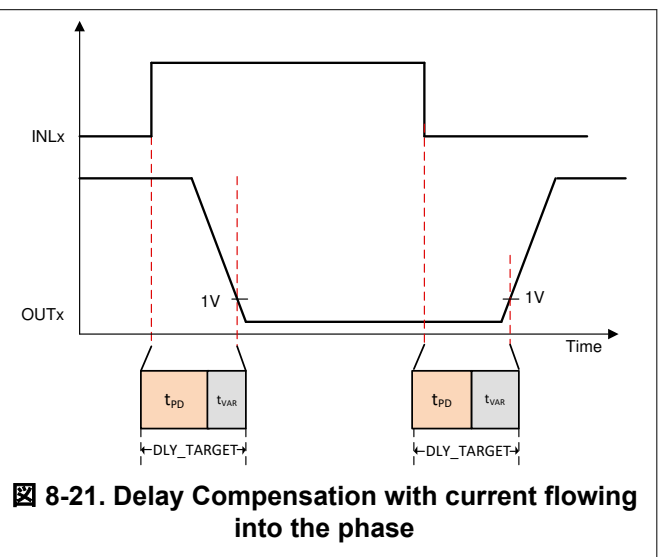 INLx
1V
1V
OUTx
Time
tPD
tVAR
tPD
tVAR
DLY_TARGET
DLY_TARGET
図 8-21. Delay Compensation with current flowing
into the phase